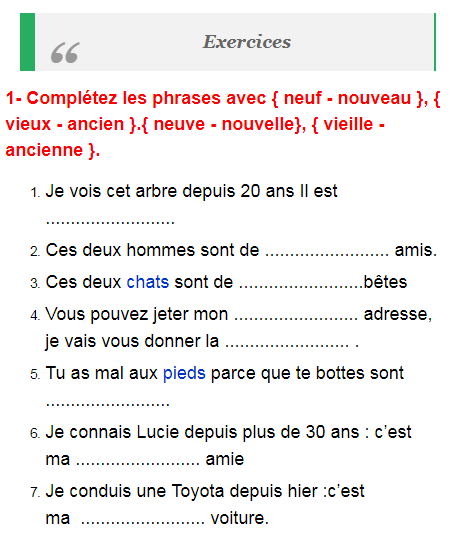 “
Exercices
1- Complétez les phrases avec { neuf - nouveau }, {
vieux - ancien }.{ neuve - nouvelle}, { vieille -
ancienne }.
1. Je vois cet arbre depuis 20 ans Il est
..........................
2. Ces deux hommes sont de ......................... amis.
3. Ces deux chats sont de .........................bêtes
4. Vous pouvez jeter mon ......................... adresse,
je vais vous donner la ......................... .
5. Tu as mal aux pieds parce que te bottes sont
.........................
6. Je connais Lucie depuis plus de 30 ans : c’est
ma ......................... amie
7. Je conduis une Toyota depuis hier :c’est
ma ......................... voiture.